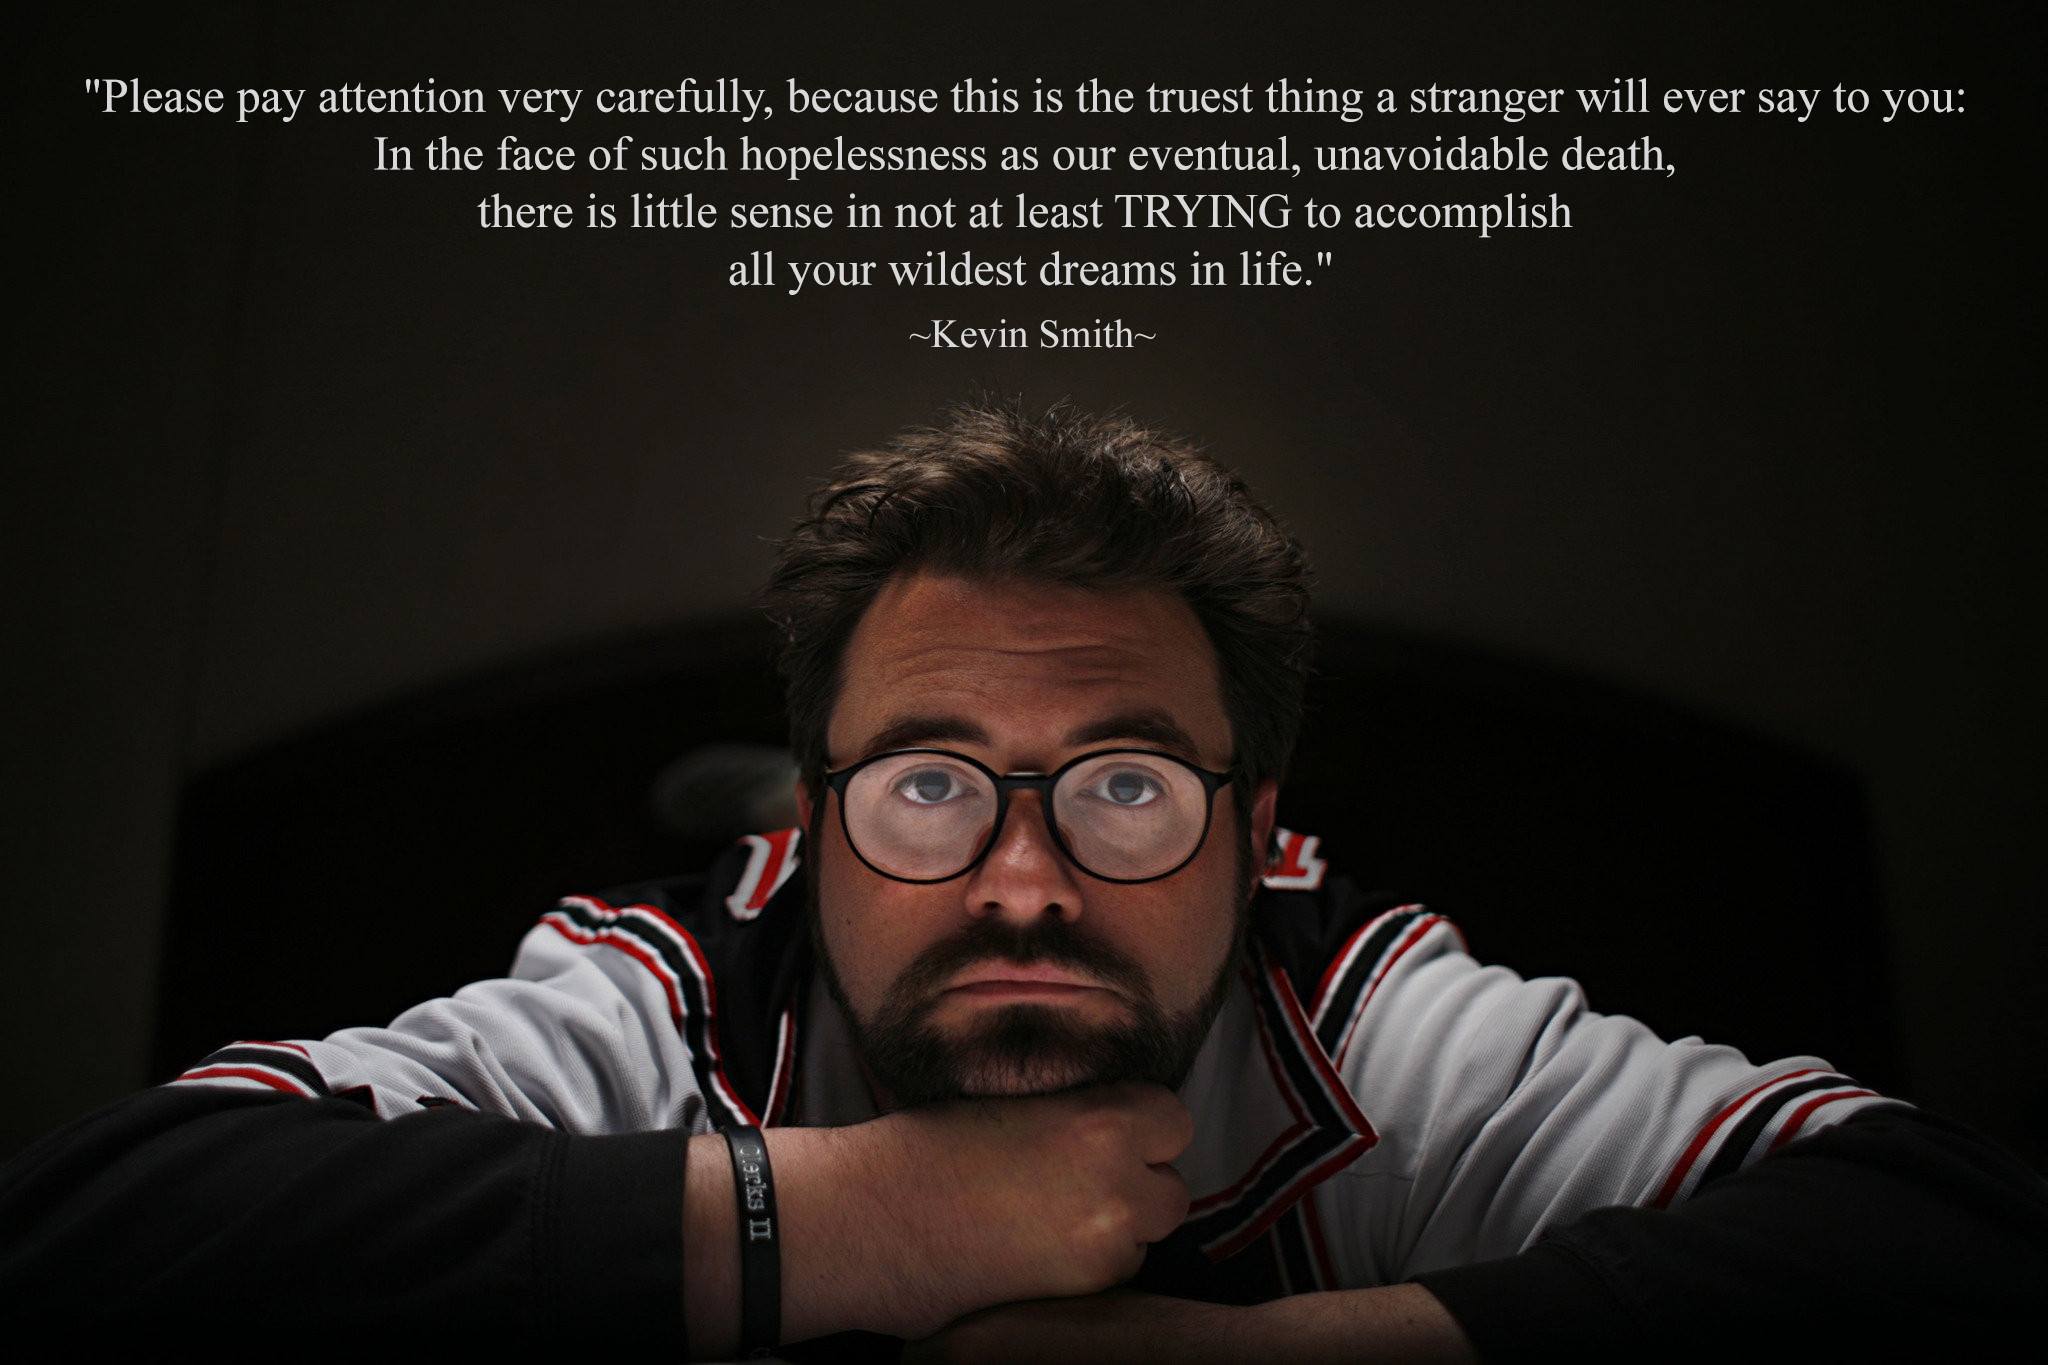 "Please pay attention very carefully, because this is the truest thing a stranger will ever say to you:
In the face of such hopelessness as our eventual, unavoidable death,
there is little sense in not at least TRYING to accomplish
all your wildest dreams in life."
~Kevin Smith~
Clerks II